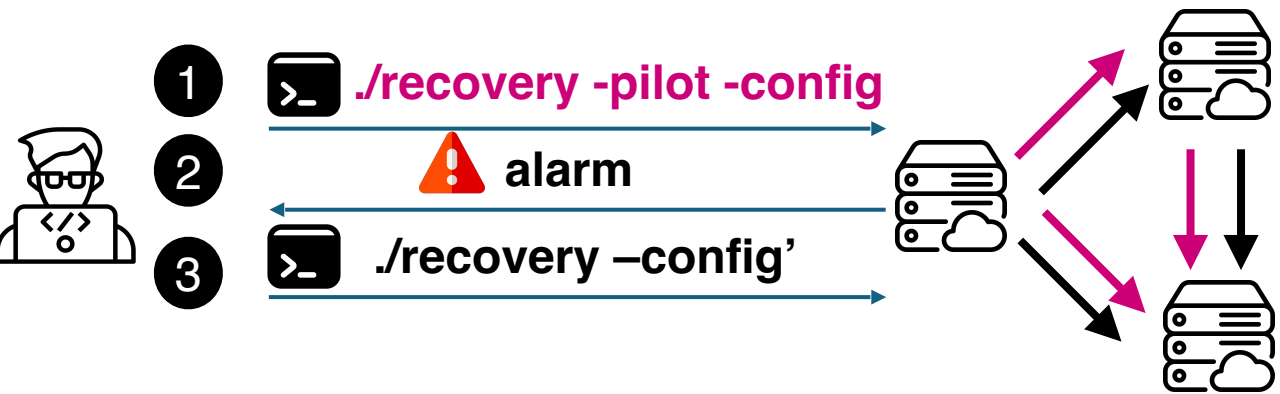 1 >_ ./recovery -pilot -config
2 ! alarm
</> 
3 >_ ./recovery –config’